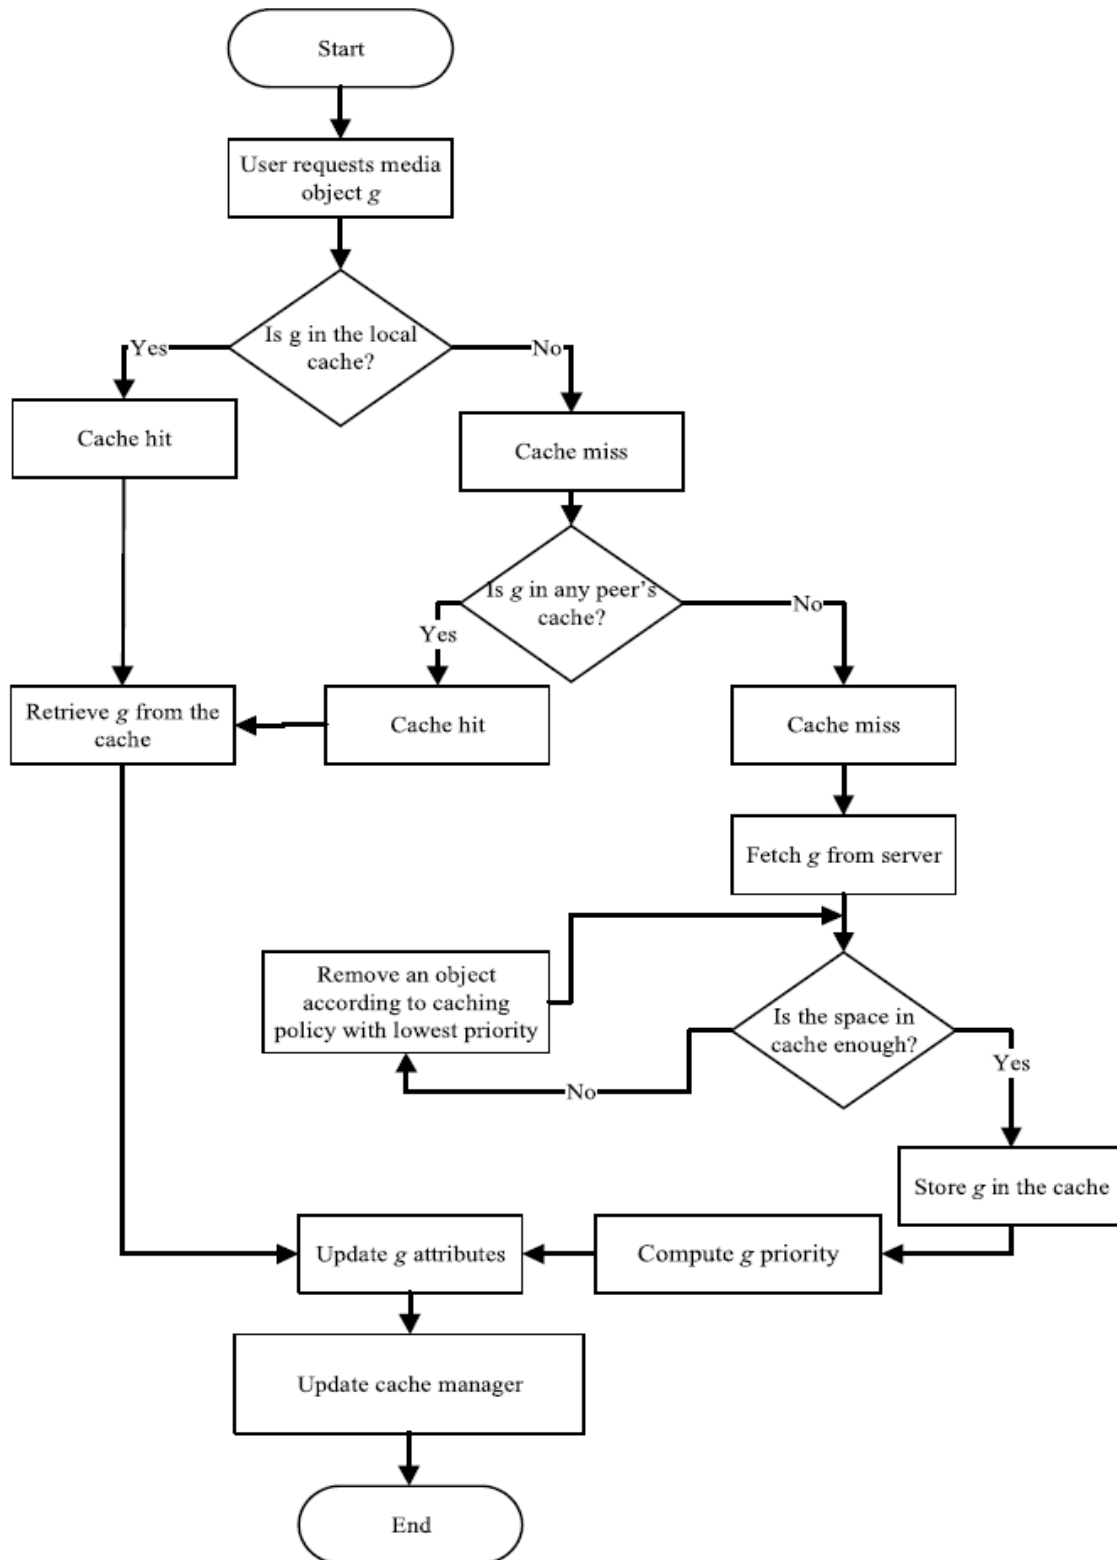 Start
User requests media
object g
Is g in the local
cache?
Yes
No
Cache hit
Cache miss
Is g in any peer's
cache?
Yes
No
Retrieve g from the
cache
Cache hit
Cache miss
Fetch g from server
Remove an object
according to caching
policy with lowest priority
Is the space in
cache enough?
No
Yes
Store g in the cache
Compute g priority
Update g attributes
Update cache manager
End